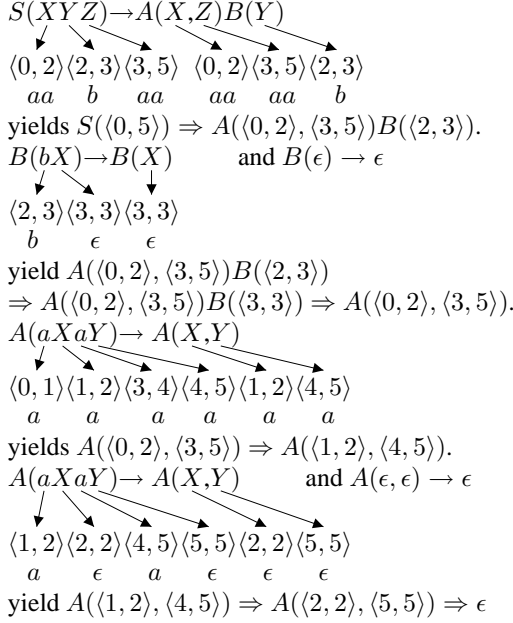 S(XYZ)→A(X,Z)B(Y)
⟨0, 2⟩⟨2, 3⟩⟨3, 5⟩ ⟨0, 2⟩⟨3, 5⟩⟨2, 3⟩
aa b aa aa aa b
yields S(⟨0, 5⟩) ⇒ A(⟨0, 2⟩, ⟨3, 5⟩)B(⟨2, 3⟩).
B(bX)→B(X) and B(ϵ) → ϵ
⟨2, 3⟩⟨3, 3⟩⟨3, 3⟩
b ϵ ϵ
yield A(⟨0, 2⟩, ⟨3, 5⟩)B(⟨2, 3⟩)
⇒ A(⟨0, 2⟩, ⟨3, 5⟩)B(⟨3, 3⟩) ⇒ A(⟨0, 2⟩, ⟨3, 5⟩).
A(aXaY)→ A(X,Y)
⟨0, 1⟩⟨1, 2⟩⟨3, 4⟩⟨4, 5⟩⟨1, 2⟩⟨4, 5⟩
a a a a a a
yields A(⟨0, 2⟩, ⟨3, 5⟩) ⇒ A(⟨1, 2⟩, ⟨4, 5⟩).
A(aXaY)→ A(X,Y) and A(ϵ, ϵ) → ϵ
⟨1, 2⟩⟨2, 2⟩⟨4, 5⟩⟨5, 5⟩⟨2, 2⟩⟨5, 5⟩
a ϵ a ϵ ϵ ϵ
yield A(⟨1, 2⟩, ⟨4, 5⟩) ⇒ A(⟨2, 2⟩, ⟨5, 5⟩) ⇒ ϵ